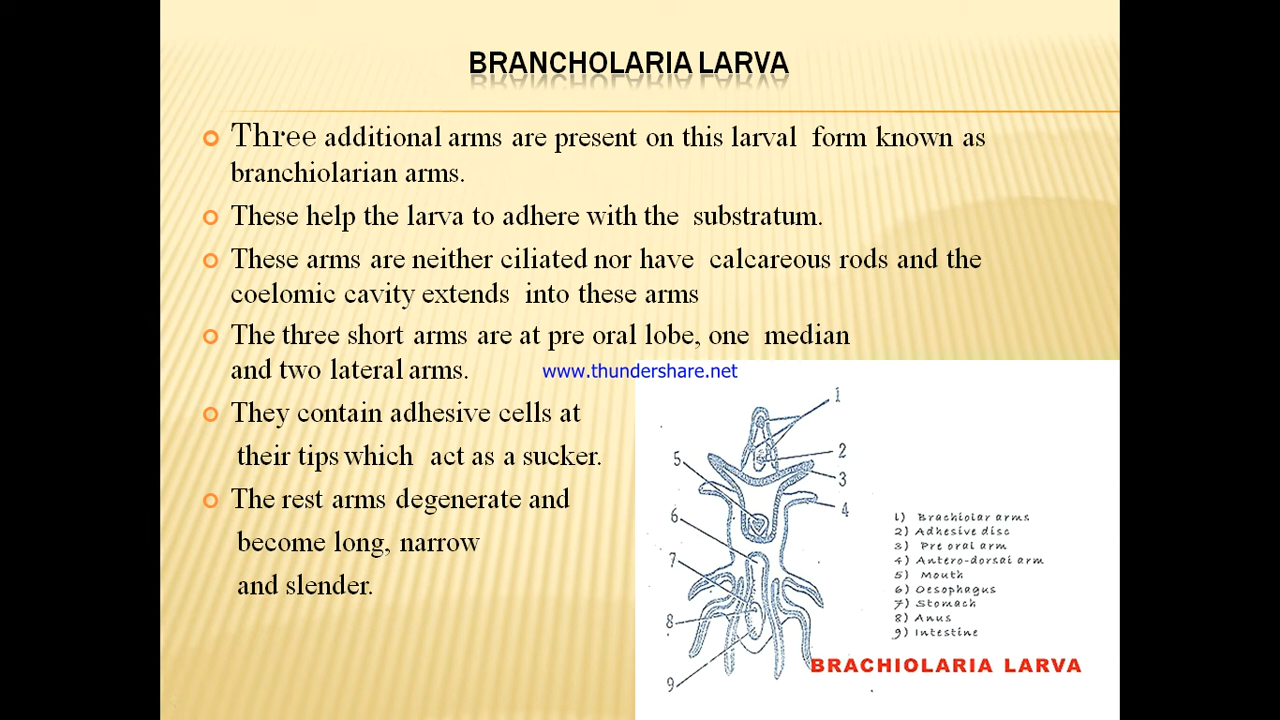 BRANCHOLARIA LARVA
Three additional arms are present on this larval form known as
branchiolarian arms.
These help the larva to adhere with the substratum.
These arms are neither ciliated nor have calcareous rods and the
coelomic cavity extends into these arms
The three short arms are at pre oral lobe, one median
and two lateral arms.
www.thundershare.net
They contain adhesive cells at
their tips which act as a sucker.
The rest arms degenerate and
become long, narrow
and slender.
1
2
3
4
5
6
7
8
9
1) Brachiolar arms
2) Adhesive disc
3) Pre oral arm
4) Antero-dorsal arm
5) Mouth
6) Oesophagus
7) Stomach
8) Anus
9) Intestine
BRACHIOLARIA LARVA